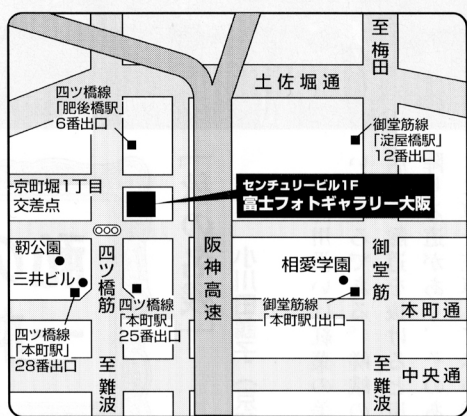 至梅田
土佐堀通
四ツ橋線
「肥後橋駅」
6番出口
御堂筋線
「淀屋橋駅」
12番出口
京町堀1丁目
交差点
センチュリービル1F
富士フォトギャラリー大阪
靭公園
三井ビル
四ツ橋筋
阪神高速
相愛学園
御堂筋
四ツ橋線
「本町駅」
25番出口
御堂筋線
「本町駅」出口
本町通
四ツ橋線
「本町駅」
28番出口
至難波
至難波
中央通